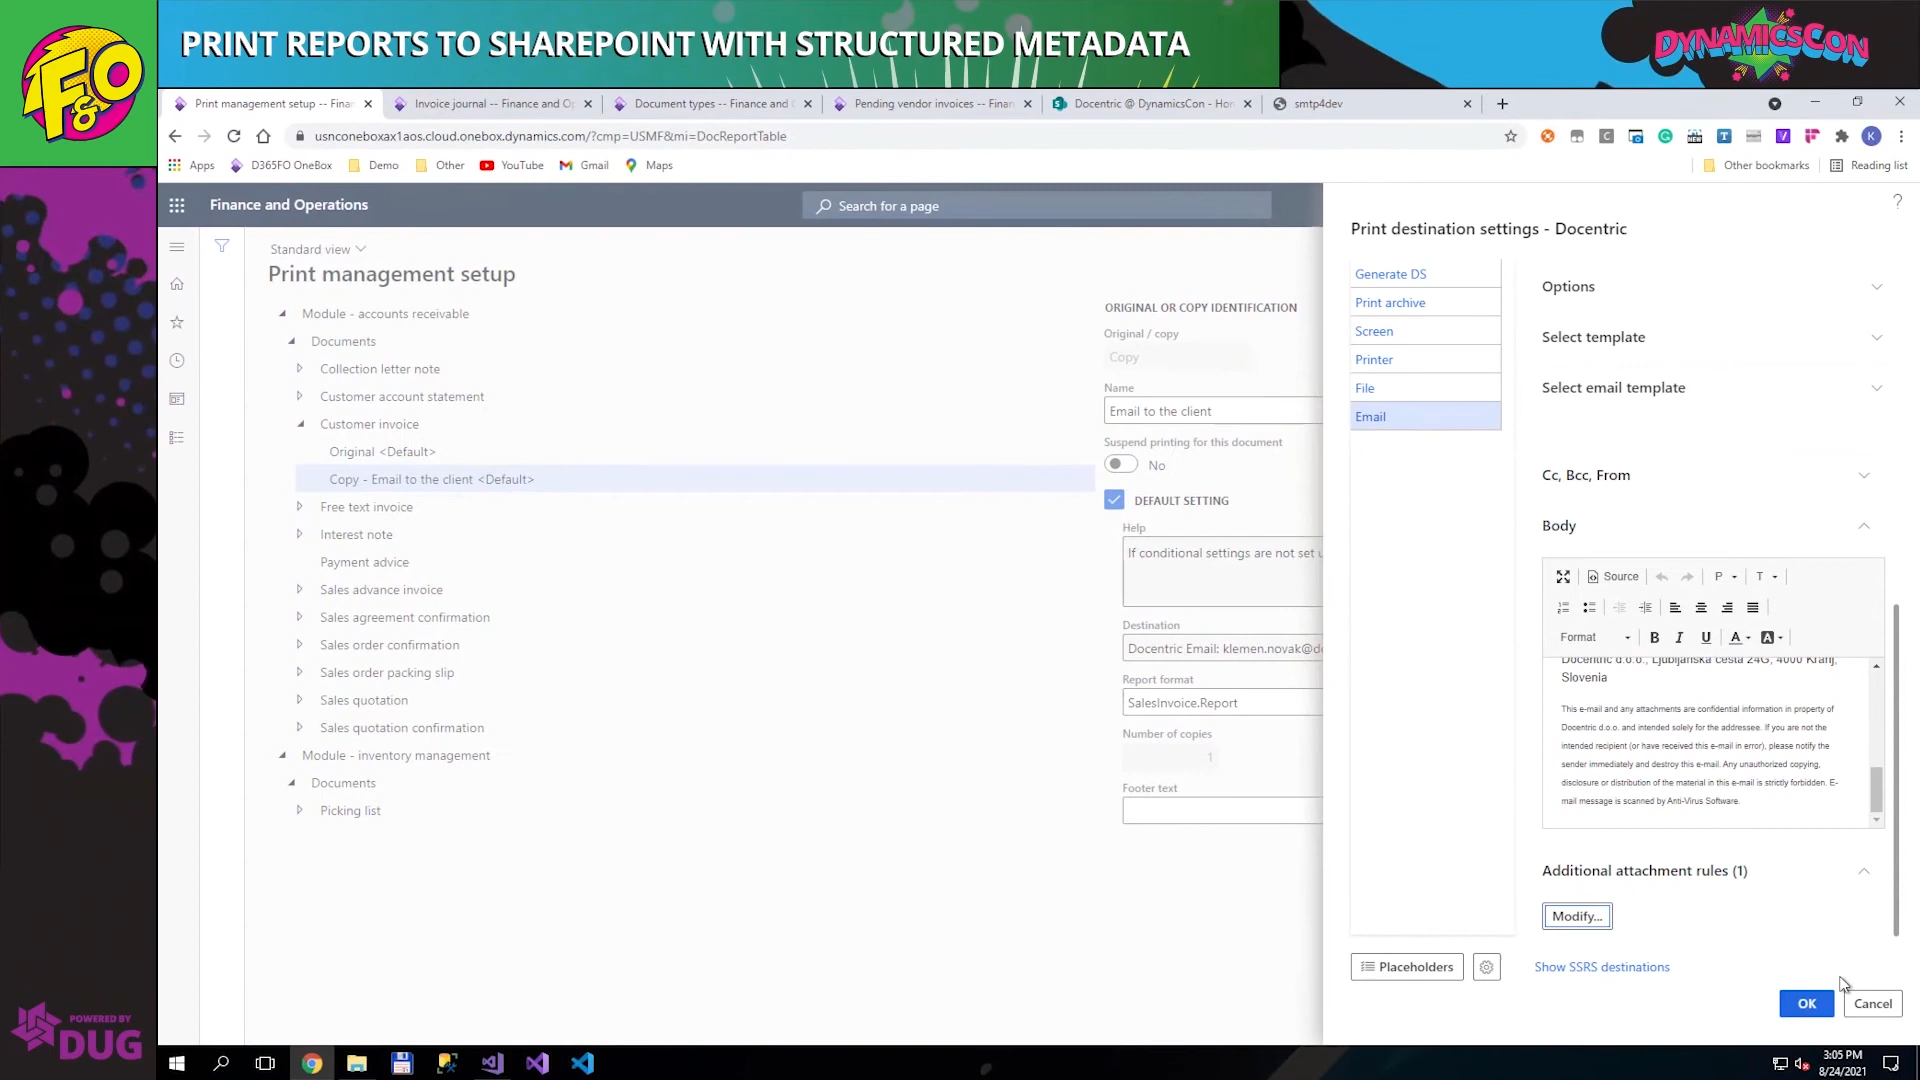 F&O
PRINT REPORTS TO SHAREPOINT WITH STRUCTURED METADATA
DYNAMICSCON
Print management setup -- Finan
Invoice journal -- Finance and Op
Document types -- Finance and O
Pending vendor invoices -- Finan
Docentric @ DynamicsCon - Hom
smtp4dev
usnconeboxax1aos.cloud.onebox.dynamics.com/?cmp=USMF&mi=DocReportTable
K
Apps
D365FO OneBox
Demo
Other
YouTube
Gmail
Maps
Other bookmarks
Reading list
Finance and Operations
Search for a page
?
Standard view
Print management setup
Module - accounts receivable
Documents
Collection letter note
Customer account statement
Customer invoice
Original <Default>
Copy - Email to the client <Default>
Free text invoice
Interest note
Payment advice
Sales advance invoice
Sales agreement confirmation
Sales order confirmation
Sales order packing slip
Sales quotation
Sales quotation confirmation
Module - inventory management
Documents
Picking list
ORIGINAL OR COPY IDENTIFICATION
Original / copy
Copy
Name
Email to the client
Suspend printing for this document
No
DEFAULT SETTING
Help
If conditional settings are not set u
Destination
Docentric Email: klemen.novak@do
Report format
SalesInvoice.Report
Number of copies
1
Footer text
Print destination settings - Docentric
Generate DS
Print archive
Screen
Printer
File
Email
Options
Select template
Select email template
Cc, Bcc, From
Body
Source
P
T
Format
B I U A A
Docentric d.o.o., Ljubljanska cesta 24G, 4000 Kranj,
Slovenia
This e-mail and any attachments are confidential information in property of
Docentric d.o.o. and intended solely for the addressee. If you are not the
intended recipient (or have received this e-mail in error), please notify the
sender immediately and destroy this e-mail. Any unauthorized copying,
disclosure or distribution of the material in this e-mail is strictly forbidden. E-
mail message is scanned by Anti-Virus Software.
Additional attachment rules (1)
Modify...
Placeholders
Show SSRS destinations
OK
Cancel
POWERED BY
DUG
3:05 PM
8/24/2021